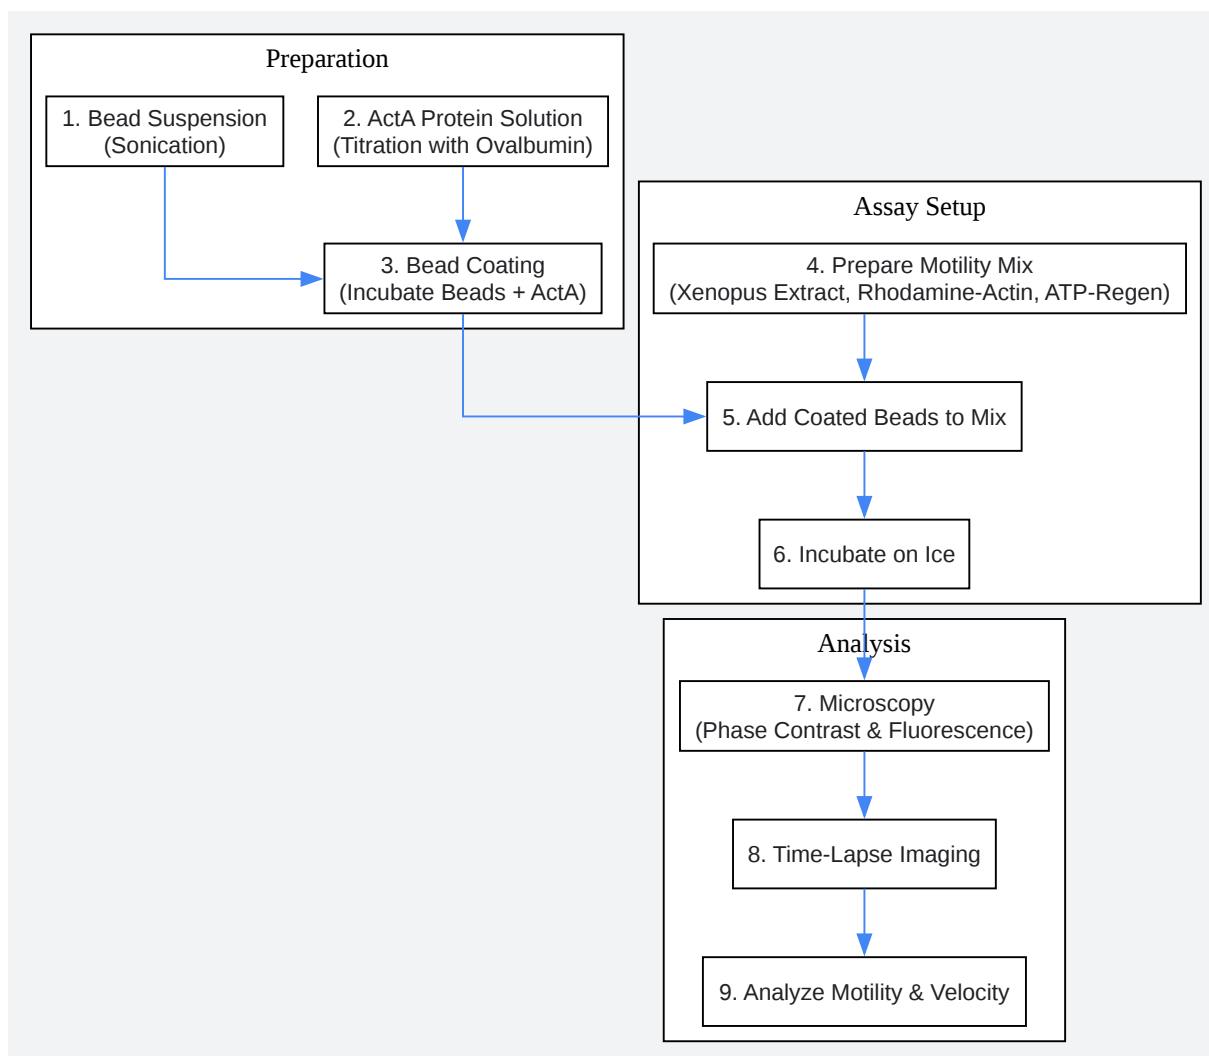 Preparation
1. Bead Suspension
(Sonication)
2. ActA Protein Solution
(Titration with Ovalbumin)
3. Bead Coating
(Incubate Beads + ActA)
Assay Setup
4. Prepare Motility Mix
(Xenopus Extract, Rhodamine-Actin, ATP-Regen)
5. Add Coated Beads to Mix
6. Incubate on Ice
Analysis
7. Microscopy
(Phase Contrast & Fluorescence)
8. Time-Lapse Imaging
9. Analyze Motility & Velocity